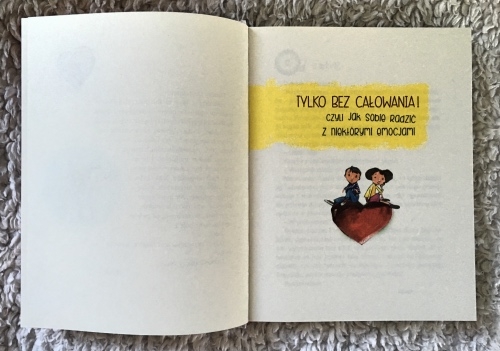 TYLKO BEZ CAŁOWANIA!
CZYLI JAK SOBIE RADZIĆ
Z NIEKTÓRYMI EMOCJAMI